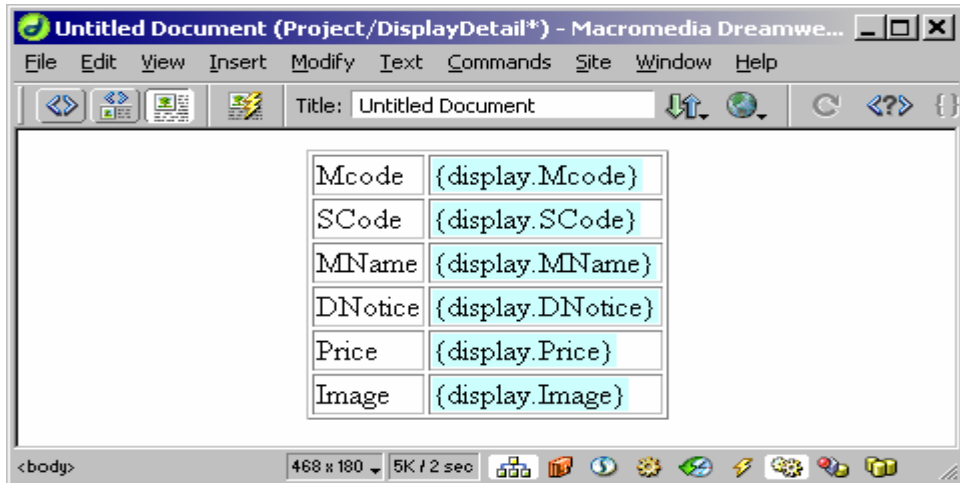 Untitled Document (Project/DisplayDetail*) - Macromedia Dreamwe...
File Edit View Insert Modify Text Commands Site Window Help
Title: Untitled Document
Mcode {display.Mcode}
SCode {display.SCode}
MName {display.MName}
DNotice {display.DNotice}
Price {display.Price}
Image {display.Image}
<body> 468 x 180 5K / 2 sec